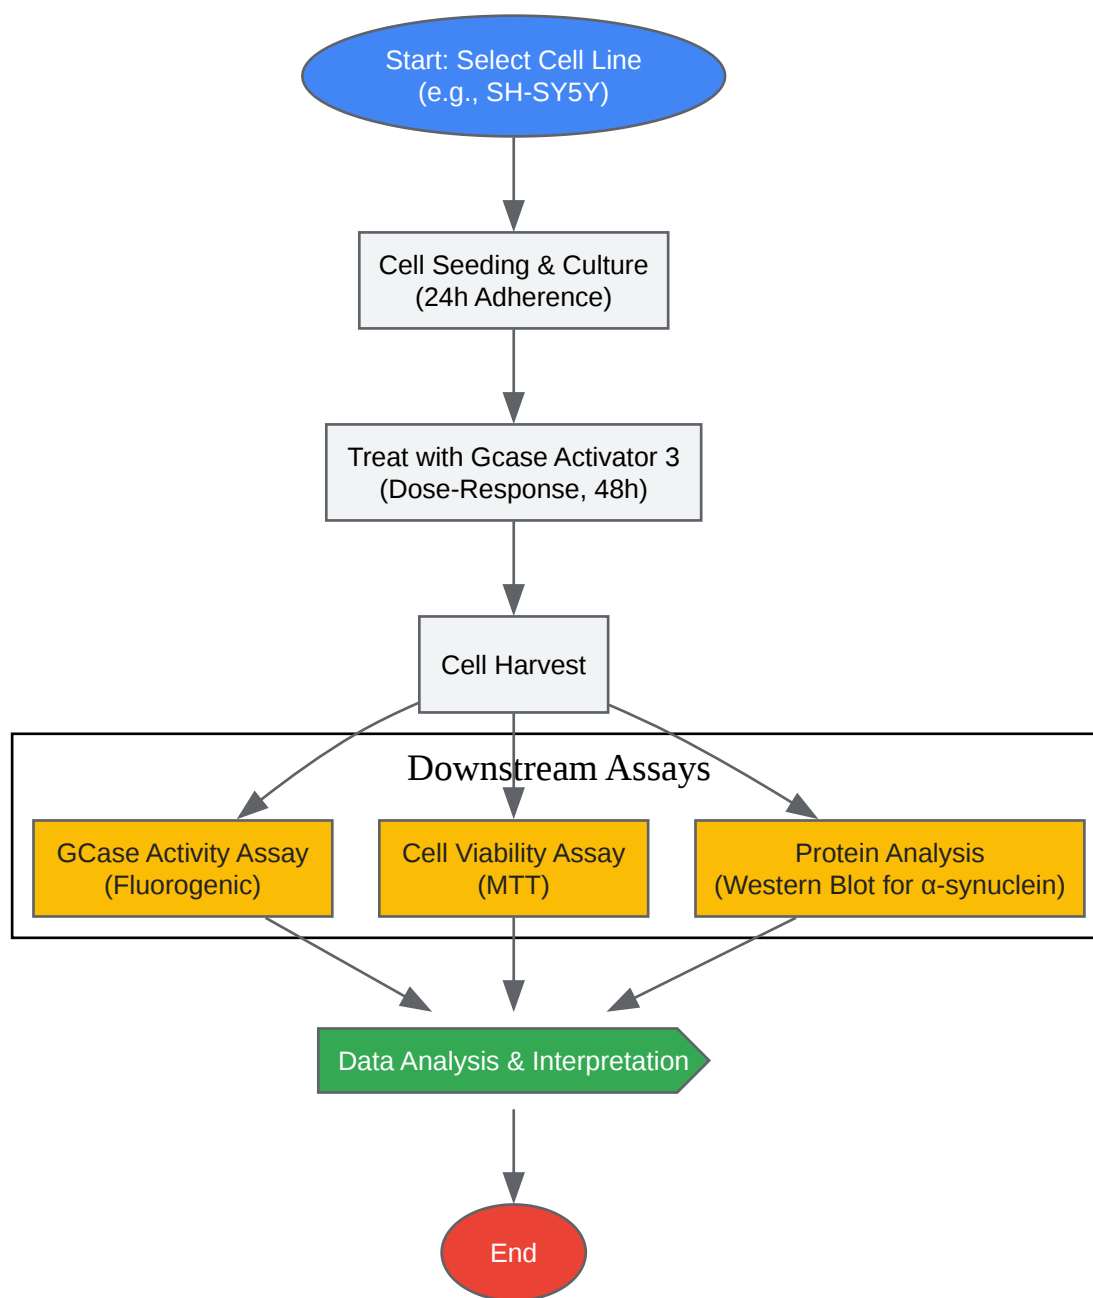 Start: Select Cell Line
(e.g., SH-SY5Y)
Cell Seeding & Culture
(24h Adherence)
Treat with Gcase Activator 3
(Dose-Response, 48h)
Cell Harvest
Downstream Assays
GCase Activity Assay
(Fluorogenic)
Cell Viability Assay
(MTT)
Protein Analysis
(Western Blot for α-synuclein)
Data Analysis & Interpretation
End